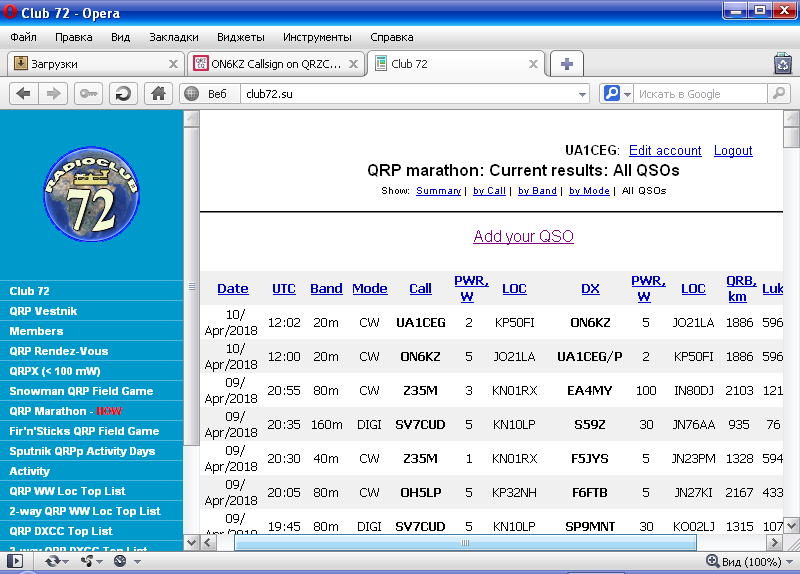 Club 72 - Opera
Файл Правка Вид Закладки Виджеты Инструменты Справка
Загрузки ON6KZ Callsign on QRZC... Club 72
Веб club72.su Искать в Google
RADIOCLUB
72
Club 72
QRP Vestnik
Members
QRP Rendez-Vous
QRPX (< 100 mW)
Snowman QRP Field Game
QRP Marathon - NOW
Fir'n'Sticks QRP Field Game
Sputnik QRPp Activity Days
Activity
QRP WW Loc Top List
2-way QRP WW Loc Top List
QRP DXCC Top List
2-way QRP DXCC Top List
UA1CEG: Edit account Logout
QRP marathon: Current results: All QSOs
Show: Summary | by Call | by Band | by Mode | All QSOs
Add your QSO
Date UTC Band Mode Call PWR, W LOC DX PWR, W LOC QRB, km Luk
10/Apr/2018 12:02 20m CW UA1CEG 2 KP50FI ON6KZ 5 JO21LA 1886 596
10/Apr/2018 12:00 20m CW ON6KZ 5 JO21LA UA1CEG/P 2 KP50FI 1886 596
09/Apr/2018 20:55 80m CW Z35M 3 KN01RX EA4MY 100 IN80DJ 2103 121
09/Apr/2018 20:35 160m DIGI SV7CUD 5 KN10LP S59Z 30 JN76AA 935 76
09/Apr/2018 20:30 40m CW Z35M 1 KN01RX F5JYS 5 JN23PM 1328 594
09/Apr/2018 20:05 80m CW OH5LP 5 KP32NH F6FTB 5 JN27KI 2167 433
09/ 19:45 80m DIGI SV7CUD 5 KN10LP SP9MNT 30 KO02LJ 1315 107
Вид (100%)